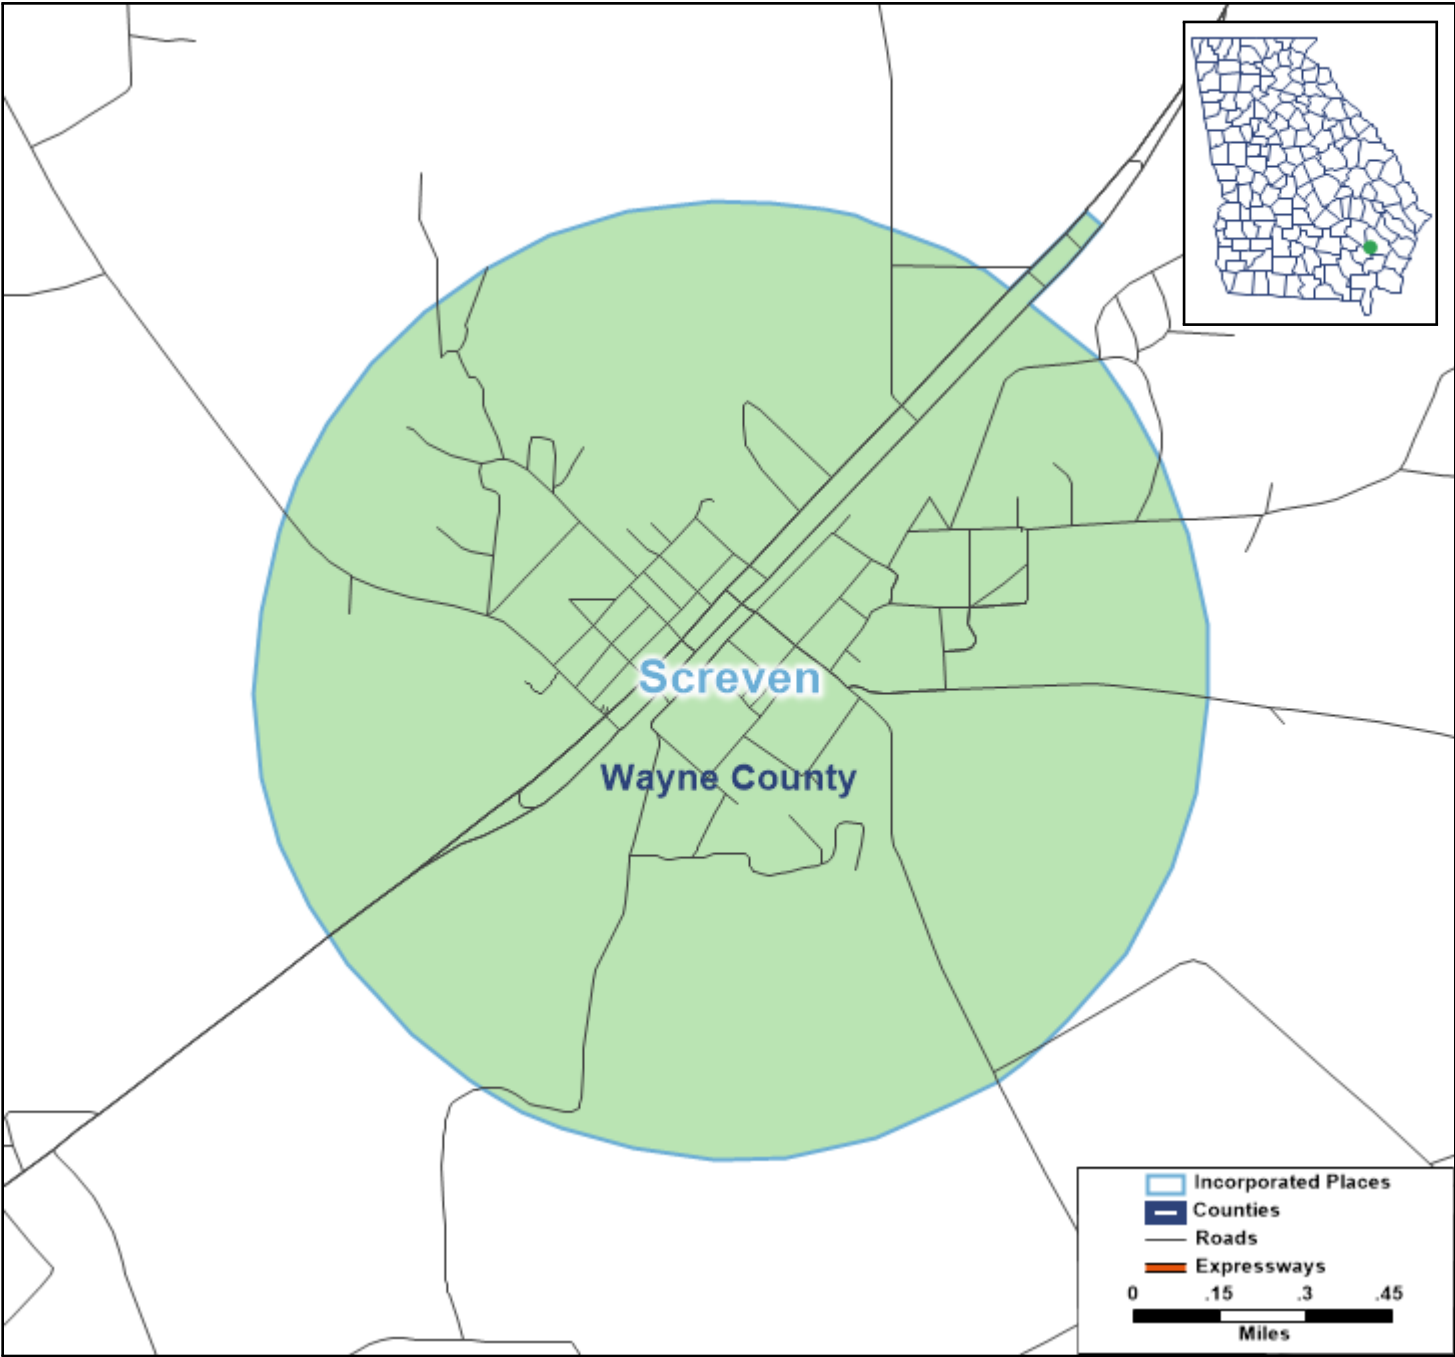 Screven
Wayne County
Incorporated Places
Counties
Roads
Expressways
0 .15 .3 .45
Miles